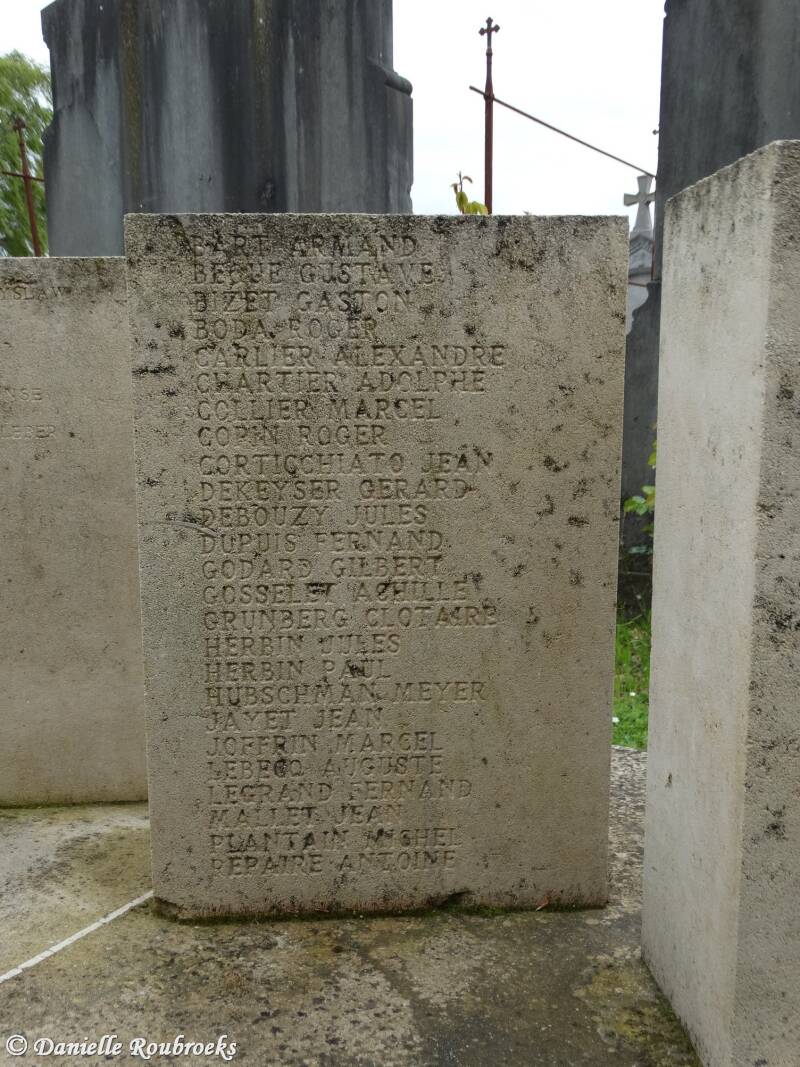 BART ARMAND
BEGUE GUSTAVE
BIZET GASTON
BODA ROGER
CARLIER ALEXANDRE
CHARTIER ADOLPHE
COLLIER MARCEL
COPIN ROGER
CORTICCHIATO JEAN
DEKEYSER GERARD
DEBOUZY JULES
DUPUIS FERNAND
GODARD GILBERT
GOSSELET ACHILLE
GRUNBERG CLOTAIRE
HERBIN JULES
HERBIN PAUL
HUBSCHMAN MEYER
JAYET JEAN
JOFFRIN MARCEL
LEBECQ AUGUSTE
LEGRAND FERNAND
MALLET JEAN
PLANTAIN MICHEL
REPAIRE ANTOINE
© Danielle Roubroeks